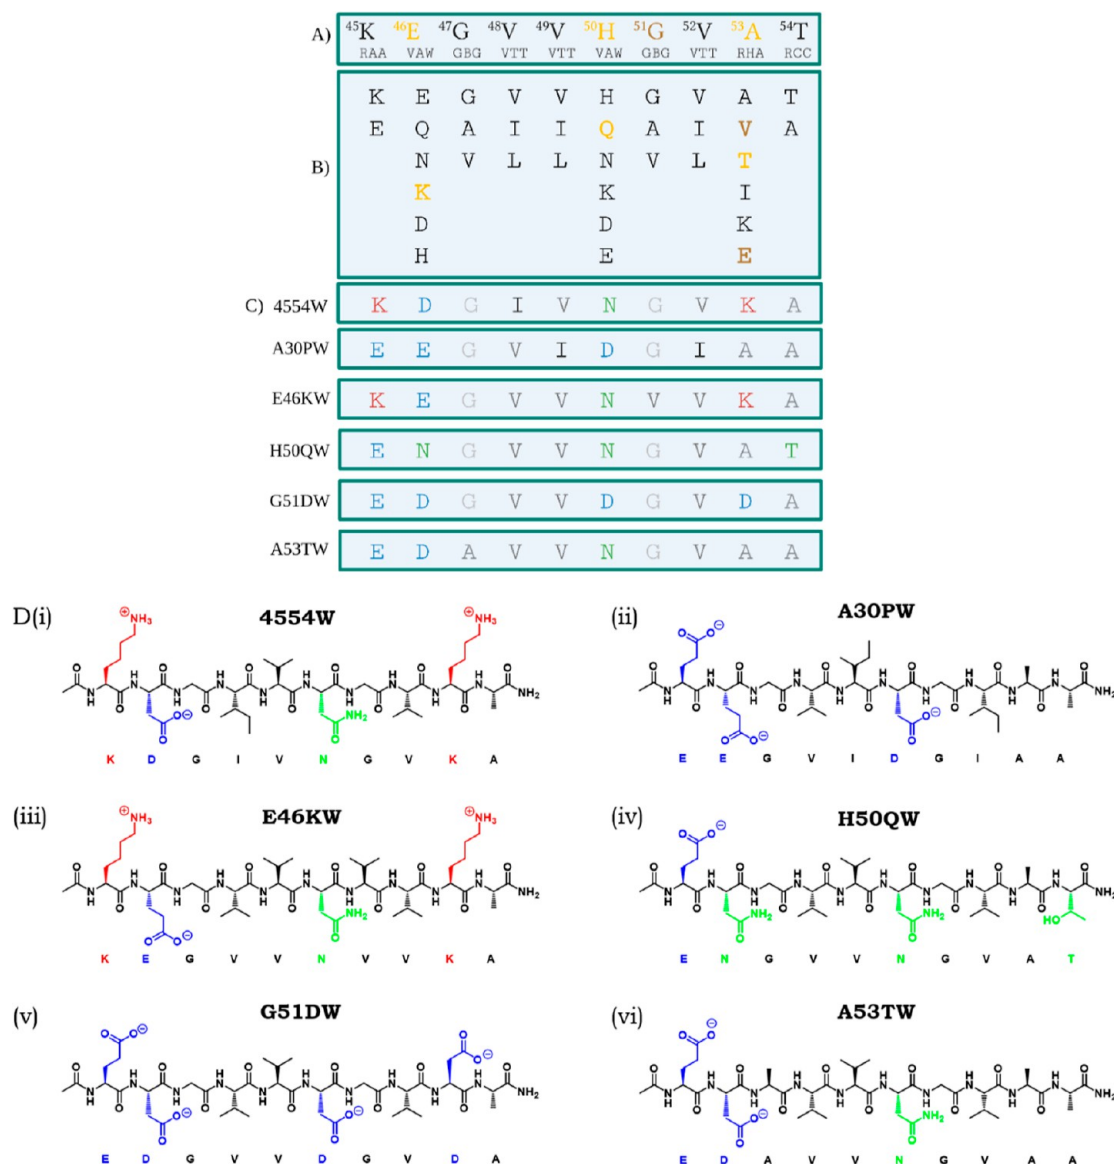 A) 45K 46E 47G 48V 49V 50H 51G 52V 53A 54T
RAA VAW GBG VTT VTT VAW GBG VTT RHA RCC
B)
K E G V V H G V A T
E Q A I I Q A I V A
N V L L N V L T
K K I
D D K
H E E
C) 4554W K D G I V N G V K A
A30PW E E G V I D G I A A
E46KW K E G V V N V V K A
H50QW E N G V V N G V A T
G51DW E D G V V D G V D A
A53TW E D A V V N G V A A
D(i) 4554W
K D G I V N G V K A
(ii) A30PW
E E G V I D G I A A
(iii) E46KW
K E G V V N V V K A
(iv) H50QW
E N G V V N G V A T
(v) G51DW
E D G V V D G V D A
(vi) A53TW
E D A V V N G V A A